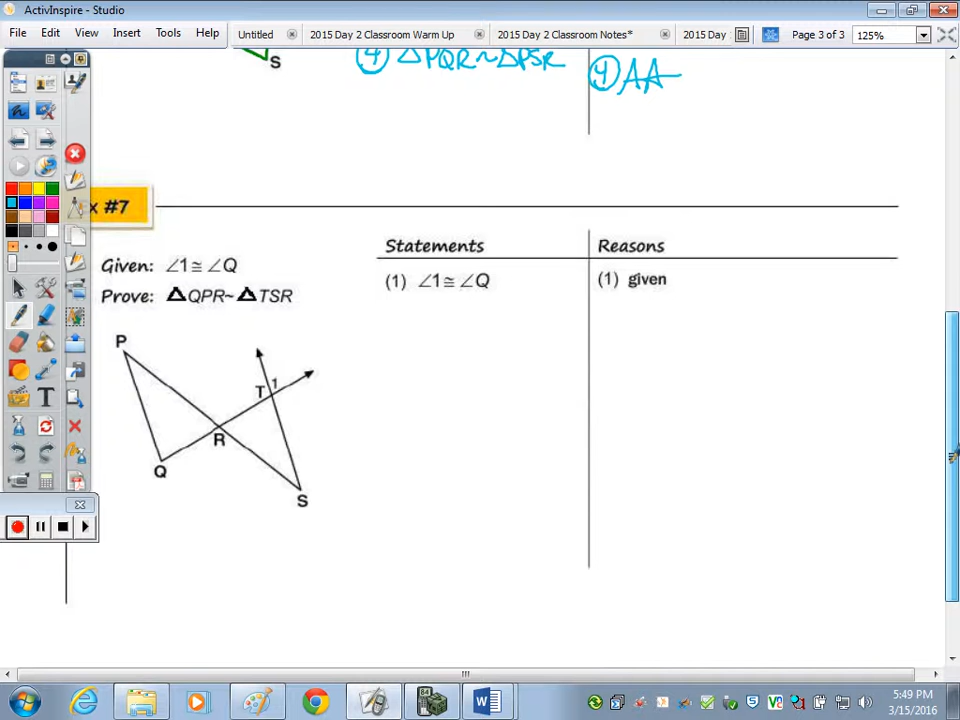 ActivInspire - Studio
File Edit View Insert Tools Help Untitled 2015 Day 2 Classroom Warm Up 2015 Day 2 Classroom Notes* 2015 Day Page 3 of 3 125%
S
④ △PQR~△PSR
④ AA
x #7
Statements Reasons
Given: ∠1≅∠Q
(1) ∠1≅∠Q (1) given
Prove: △QPR~△TSR
P
T 1
R
Q
S
5:49 PM
3/15/2016